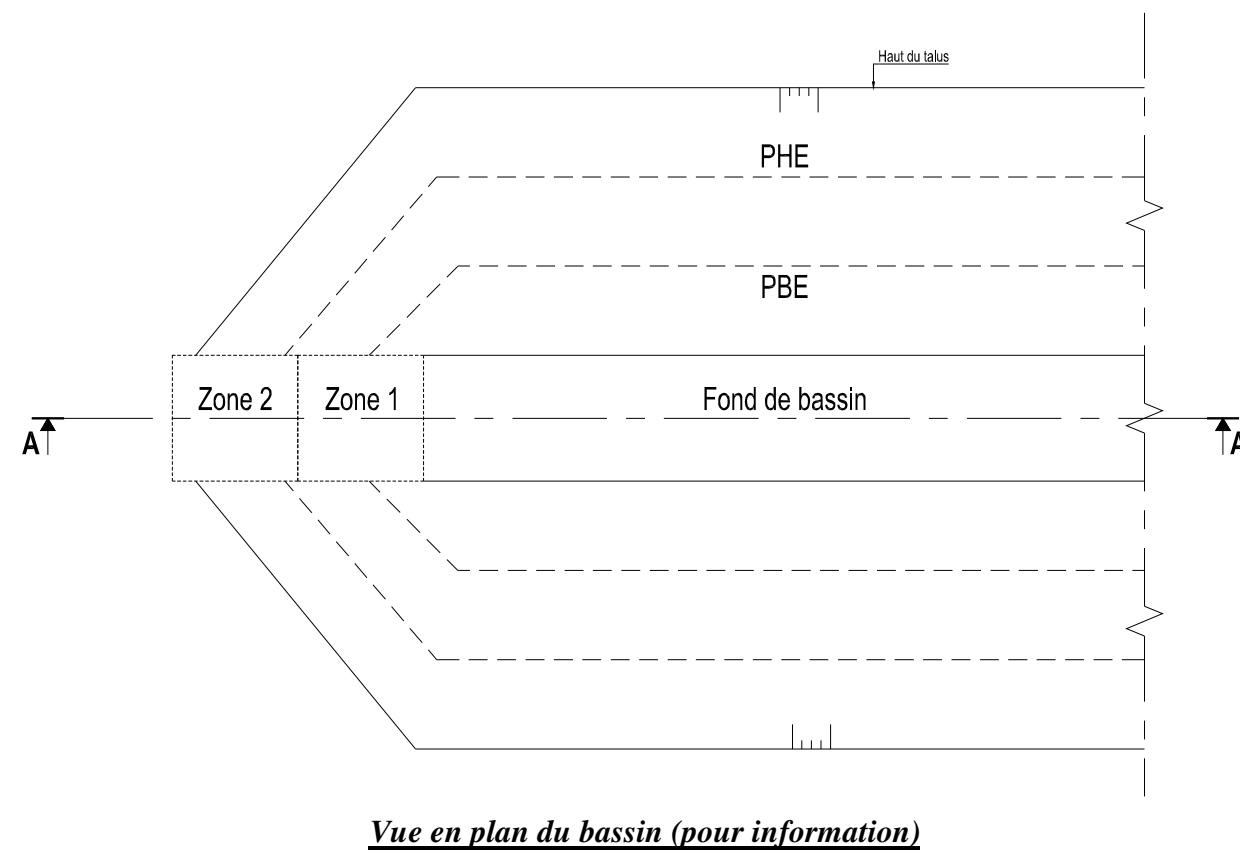 Haut du talus
PHE
PBE
Zone 2
Zone 1
Fond de bassin
A
A
Vue en plan du bassin (pour information)